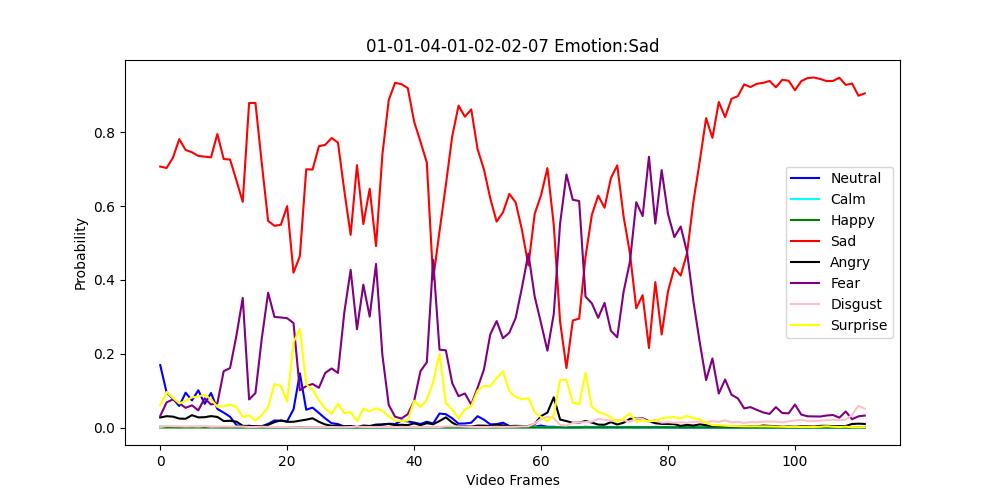 01-01-04-01-02-02-07 Emotion:Sad
Probability
0.8
0.6
0.4
0.2
0.0
0 20 40 60 80 100
Video Frames
Neutral
Calm
Happy
Sad
Angry
Fear
Disgust
Surprise